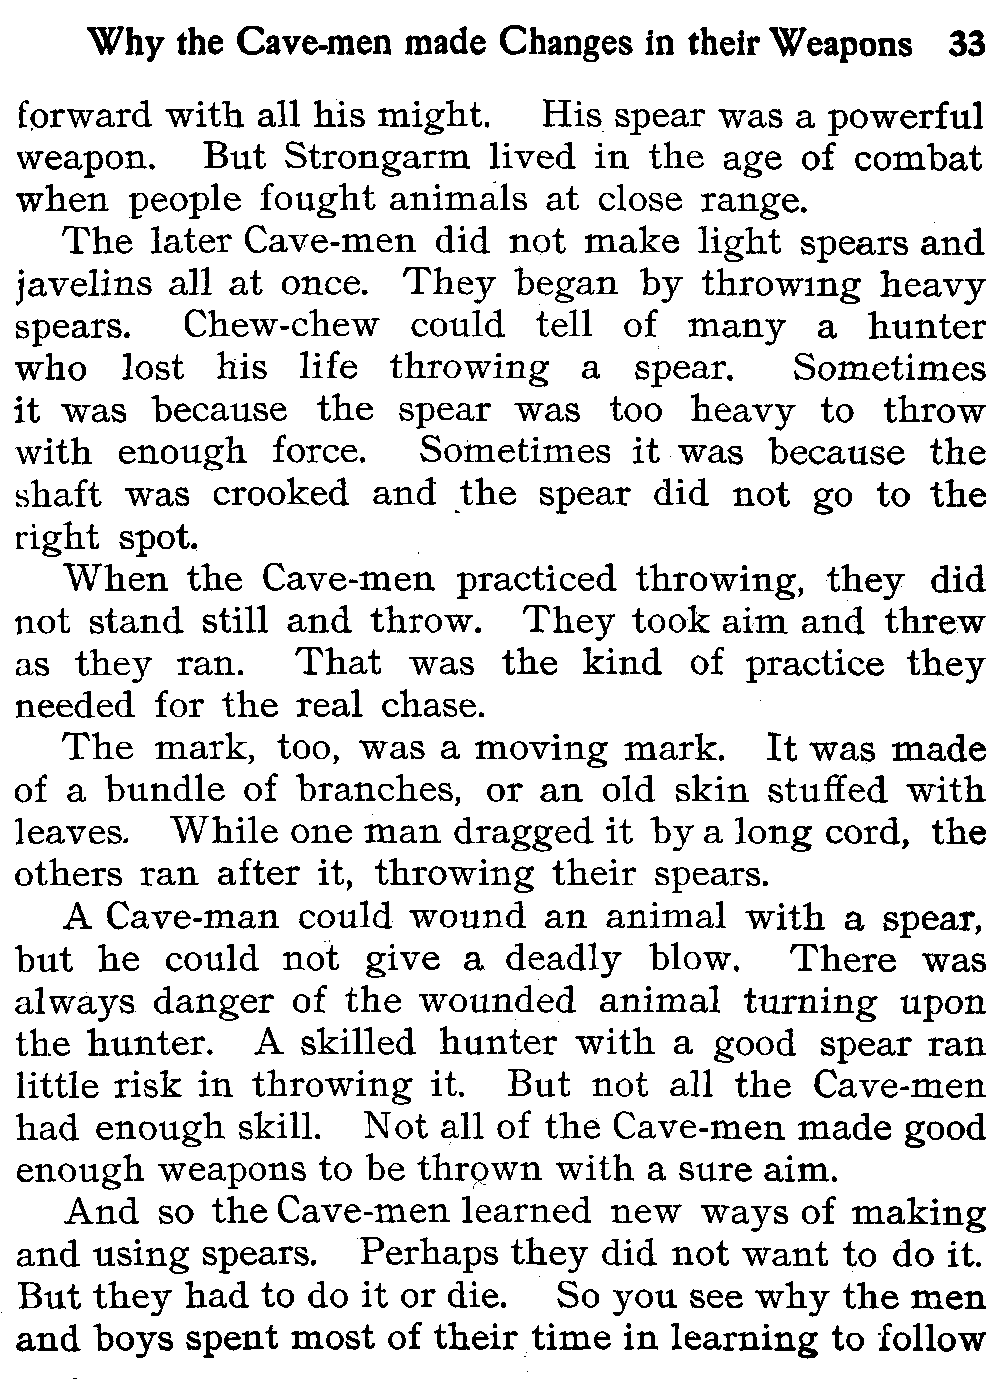 Why the Cave-men made Changes in their Weapons 33
forward with all his might. His spear was a powerful
weapon. But Strongarm lived in the age of combat
when people fought animals at close range.
The later Cave-men did not make light spears and
javelins all at once. They began by throwing heavy
spears. Chew-chew could tell of many a hunter
who lost his life throwing a spear. Sometimes
it was because the spear was too heavy to throw
with enough force. Sometimes it was because the
shaft was crooked and the spear did not go to the
right spot.
When the Cave-men practiced throwing, they did
not stand still and throw. They took aim and threw
as they ran. That was the kind of practice they
needed for the real chase.
The mark, too, was a moving mark. It was made
of a bundle of branches, or an old skin stuffed with
leaves. While one man dragged it by a long cord, the
others ran after it, throwing their spears.
A Cave-man could wound an animal with a spear,
but he could not give a deadly blow. There was
always danger of the wounded animal turning upon
the hunter. A skilled hunter with a good spear ran
little risk in throwing it. But not all the Cave-men
had enough skill. Not all of the Cave-men made good
enough weapons to be thrown with a sure aim.
And so the Cave-men learned new ways of making
and using spears. Perhaps they did not want to do it.
But they had to do it or die. So you see why the men
and boys spent most of their time in learning to follow